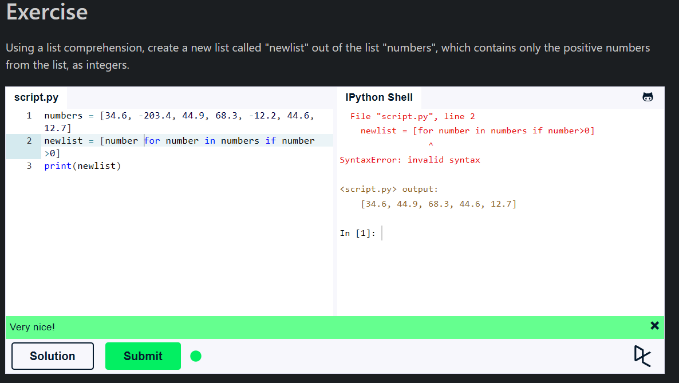 Exercise
Using a list comprehension, create a new list called "newlist" out of the list "numbers", which contains only the positive numbers
from the list, as integers.
script.py
1 numbers = [34.6, -203.4, 44.9, 68.3, -12.2, 44.6,
12.7]
2 newlist = [number for number in numbers if number
>0]
3 print(newlist)
IPython Shell
File "script.py", line 2
newlist = [for number in numbers if number>0]
^
SyntaxError: invalid syntax
<script.py> output:
[34.6, 44.9, 68.3, 44.6, 12.7]
In [1]:
Very nice!
Solution
Submit